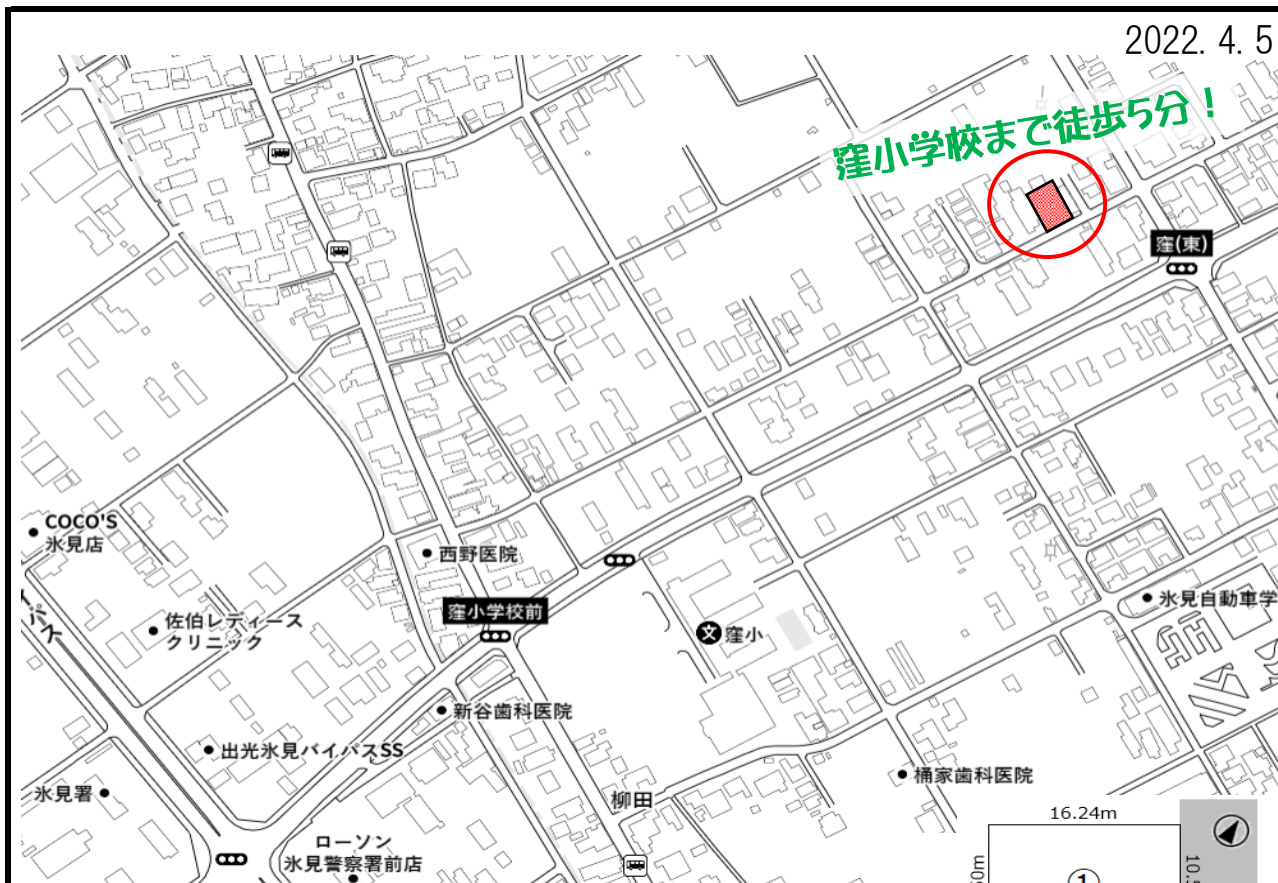 2022. 4. 5
窪小学校まで徒歩5分！
窪(東)
COCO'S
氷見店
西野医院
窪小学校前
佐伯レディース
クリニック
パス
文
窪小
氷見自動車学
新谷歯科医院
出光氷見バイパスSS
氷見署
柳田
桶家歯科医院
ローソン
氷見警察署前店
16.24m
①